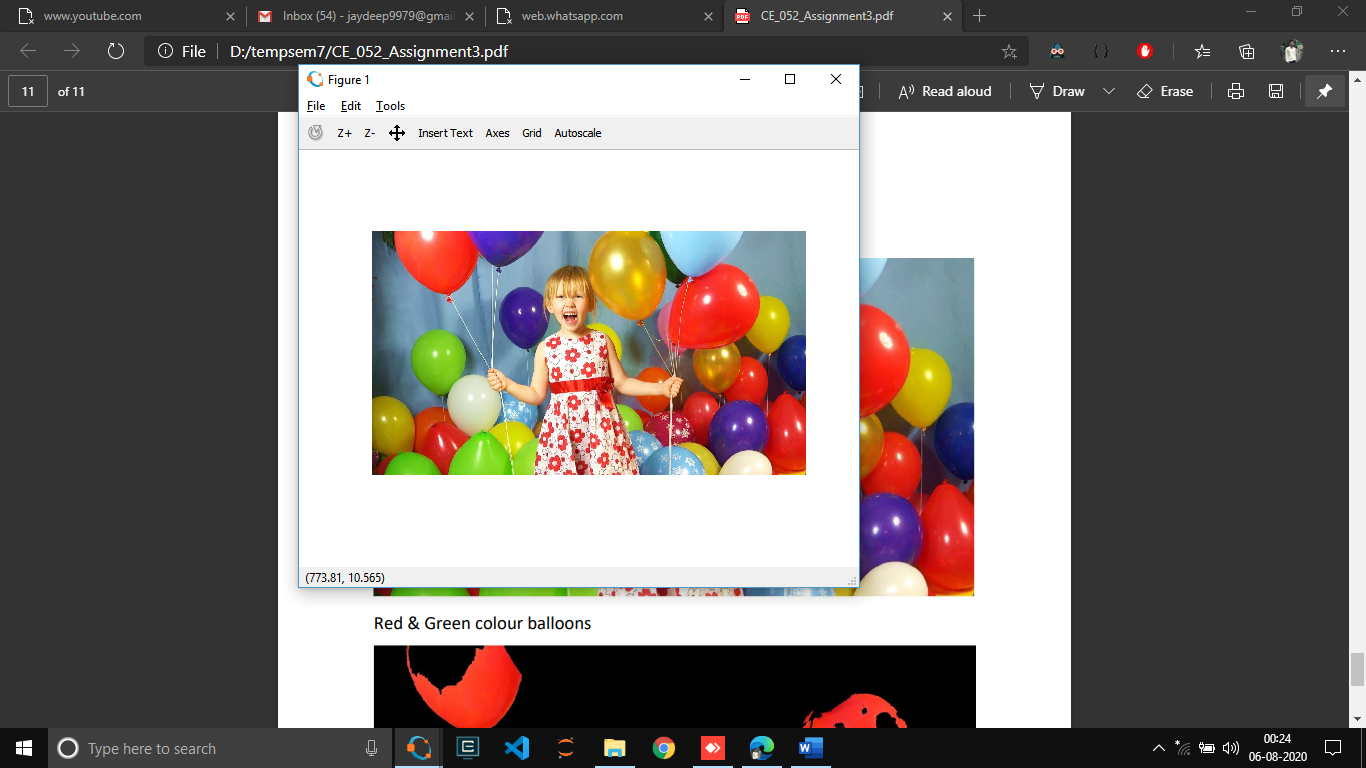 www.youtube.com
Inbox (54) - jaydeep9979@gmai
web.whatsapp.com
PDF
CE_052_Assignment3.pdf
File
D:/tempsem7/CE_052_Assignment3.pdf
11 of 11
Read aloud
Draw
Erase
Figure 1
File Edit Tools
Z+ Z- Insert Text Axes Grid Autoscale
(773.81, 10.565)
Red & Green colour balloons
Type here to search
00:24
06-08-2020